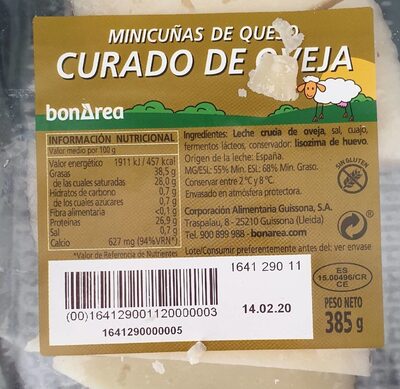 MINICUÑAS DE QUESO
CURADO DE OVEJA
bonArea
INFORMACIÓN NUTRICIONAL
Valor medio por 100 g
Valor energético 1911 kJ / 457 kcal
Grasas 38,5 g
de las cuales saturadas 28,0 g
Hidratos de carbono 0,7 g
de los cuales azúcares 0,7 g
Fibra alimentaria <0,1 g
Proteínas 26,9 g
Sal 0,7 g
Calcio 627 mg (94%VRN*)
*Valor de Referencia de Nutrientes
Ingredientes: Leche cruda de oveja, sal, cuajo,
fermentos lácteos, conservador: lisozima de huevo.
Origen de la leche: España.
MG/ESL: 55% Min. ESL: 68% Min. Graso.
Conservar entre 2 °C y 8 °C.
Envasado en atmósfera protectora.
Corporación Alimentaria Guissona, S.A.
Traspalau, 8 - 25210 Guissona (Lleida)
Tel. 900 899 988 - bonarea.com
Lote/Consumir preferentemente antes del: ver envase
SIN GLUTEN
1641 290 11
(00)164129001120000003
1641290000005
14.02.20
ES
15.00496/CR
CE
PESO NETO
385 g